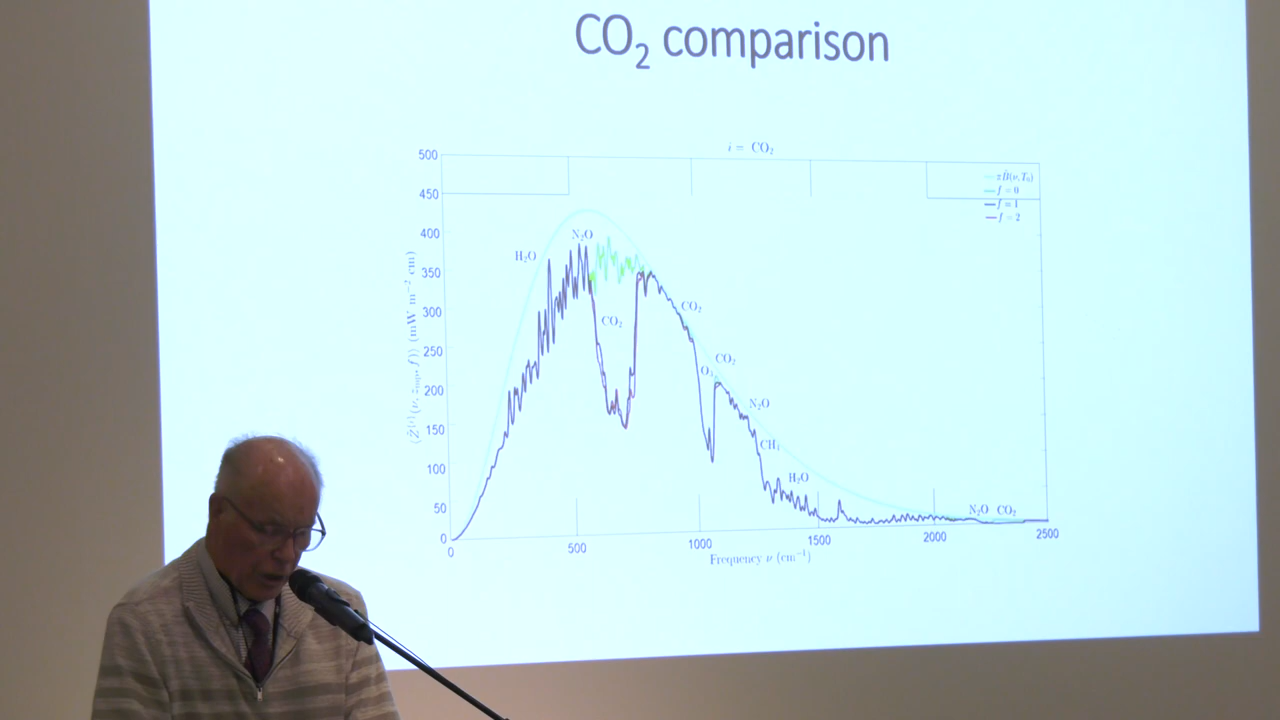 CO₂ comparison
i = CO₂
500
450
400
350
300
250
200
150
100
50
0
0
500
1000
1500
2000
2500
Frequency ν (cm⁻¹)
f = 0
f = 1
f = 2
H₂O
N₂O
CO₂
CO₂
CO₂
O₃
N₂O
CH₄
H₂O
N₂O CO₂